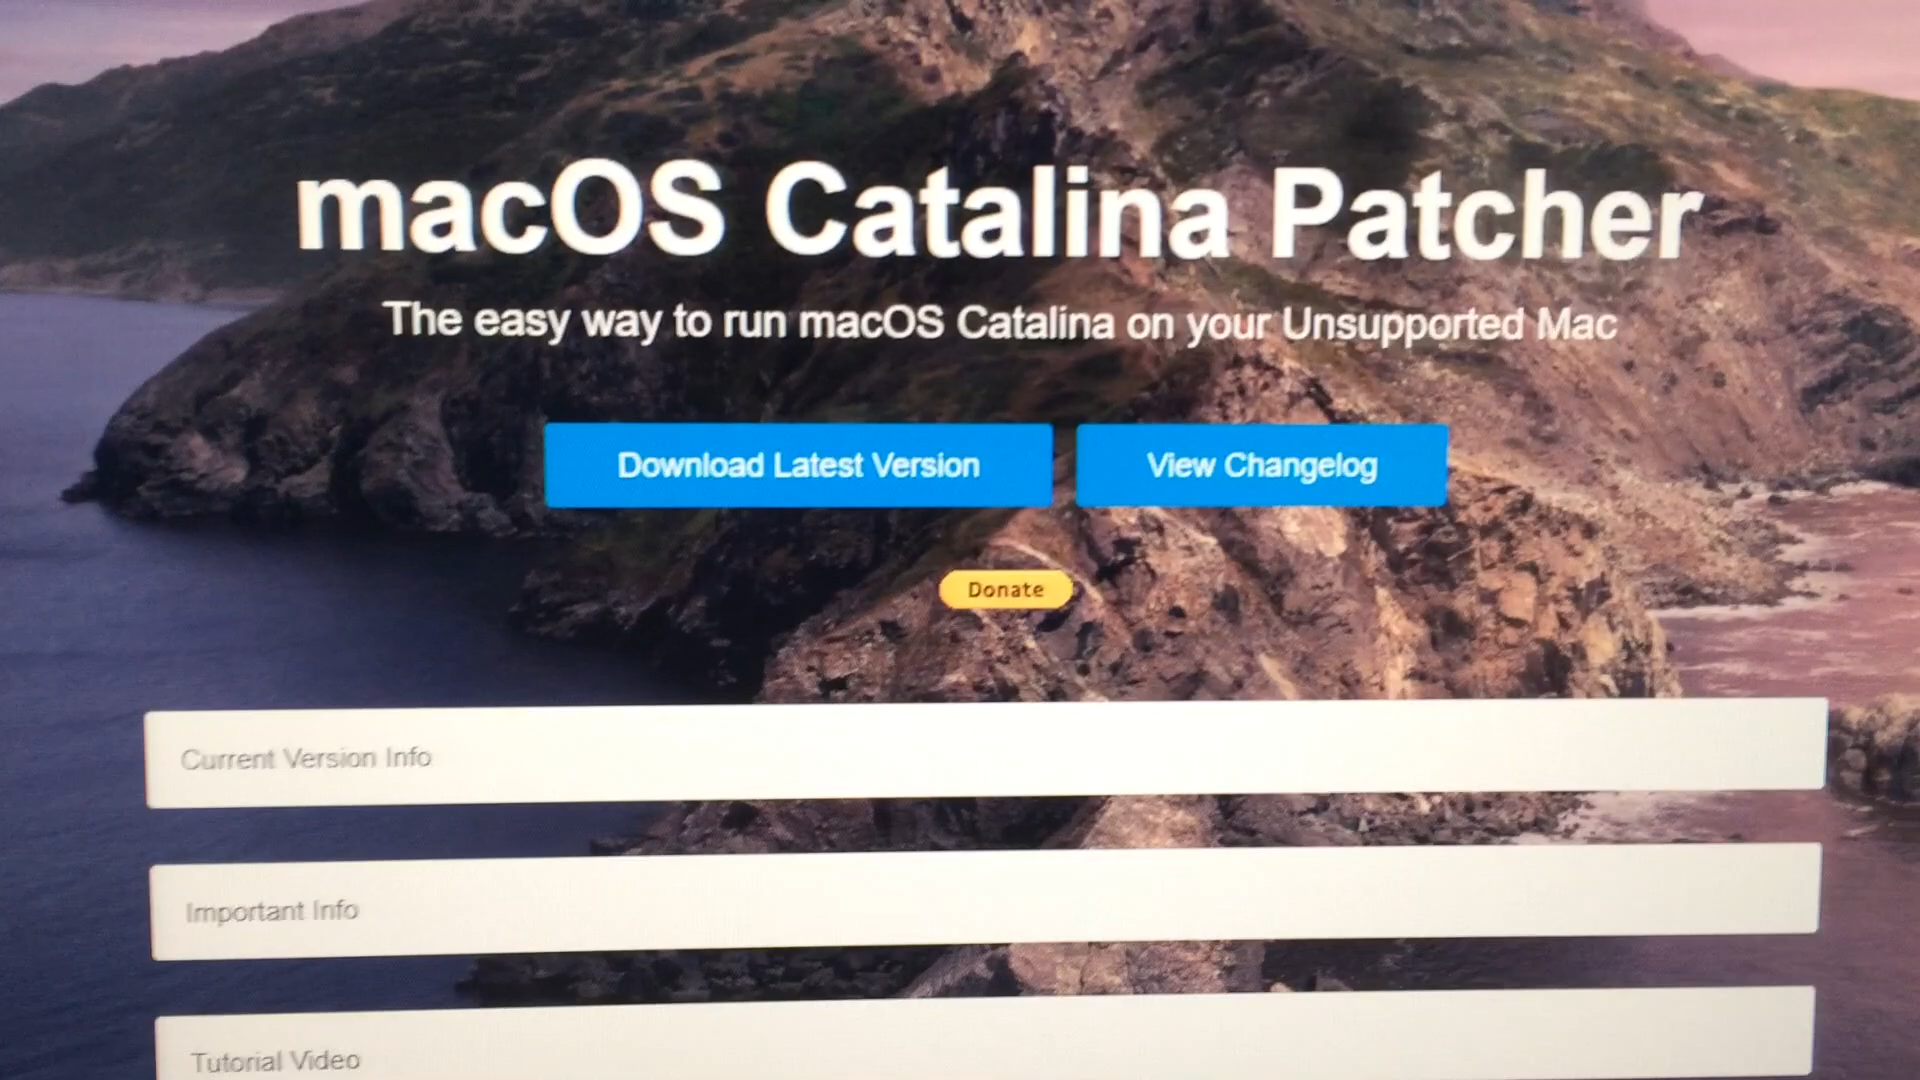 macOS Catalina Patcher
The easy way to run macOS Catalina on your Unsupported Mac
Download Latest Version
View Changelog
Donate
Current Version Info
Important Info
Tutorial Video